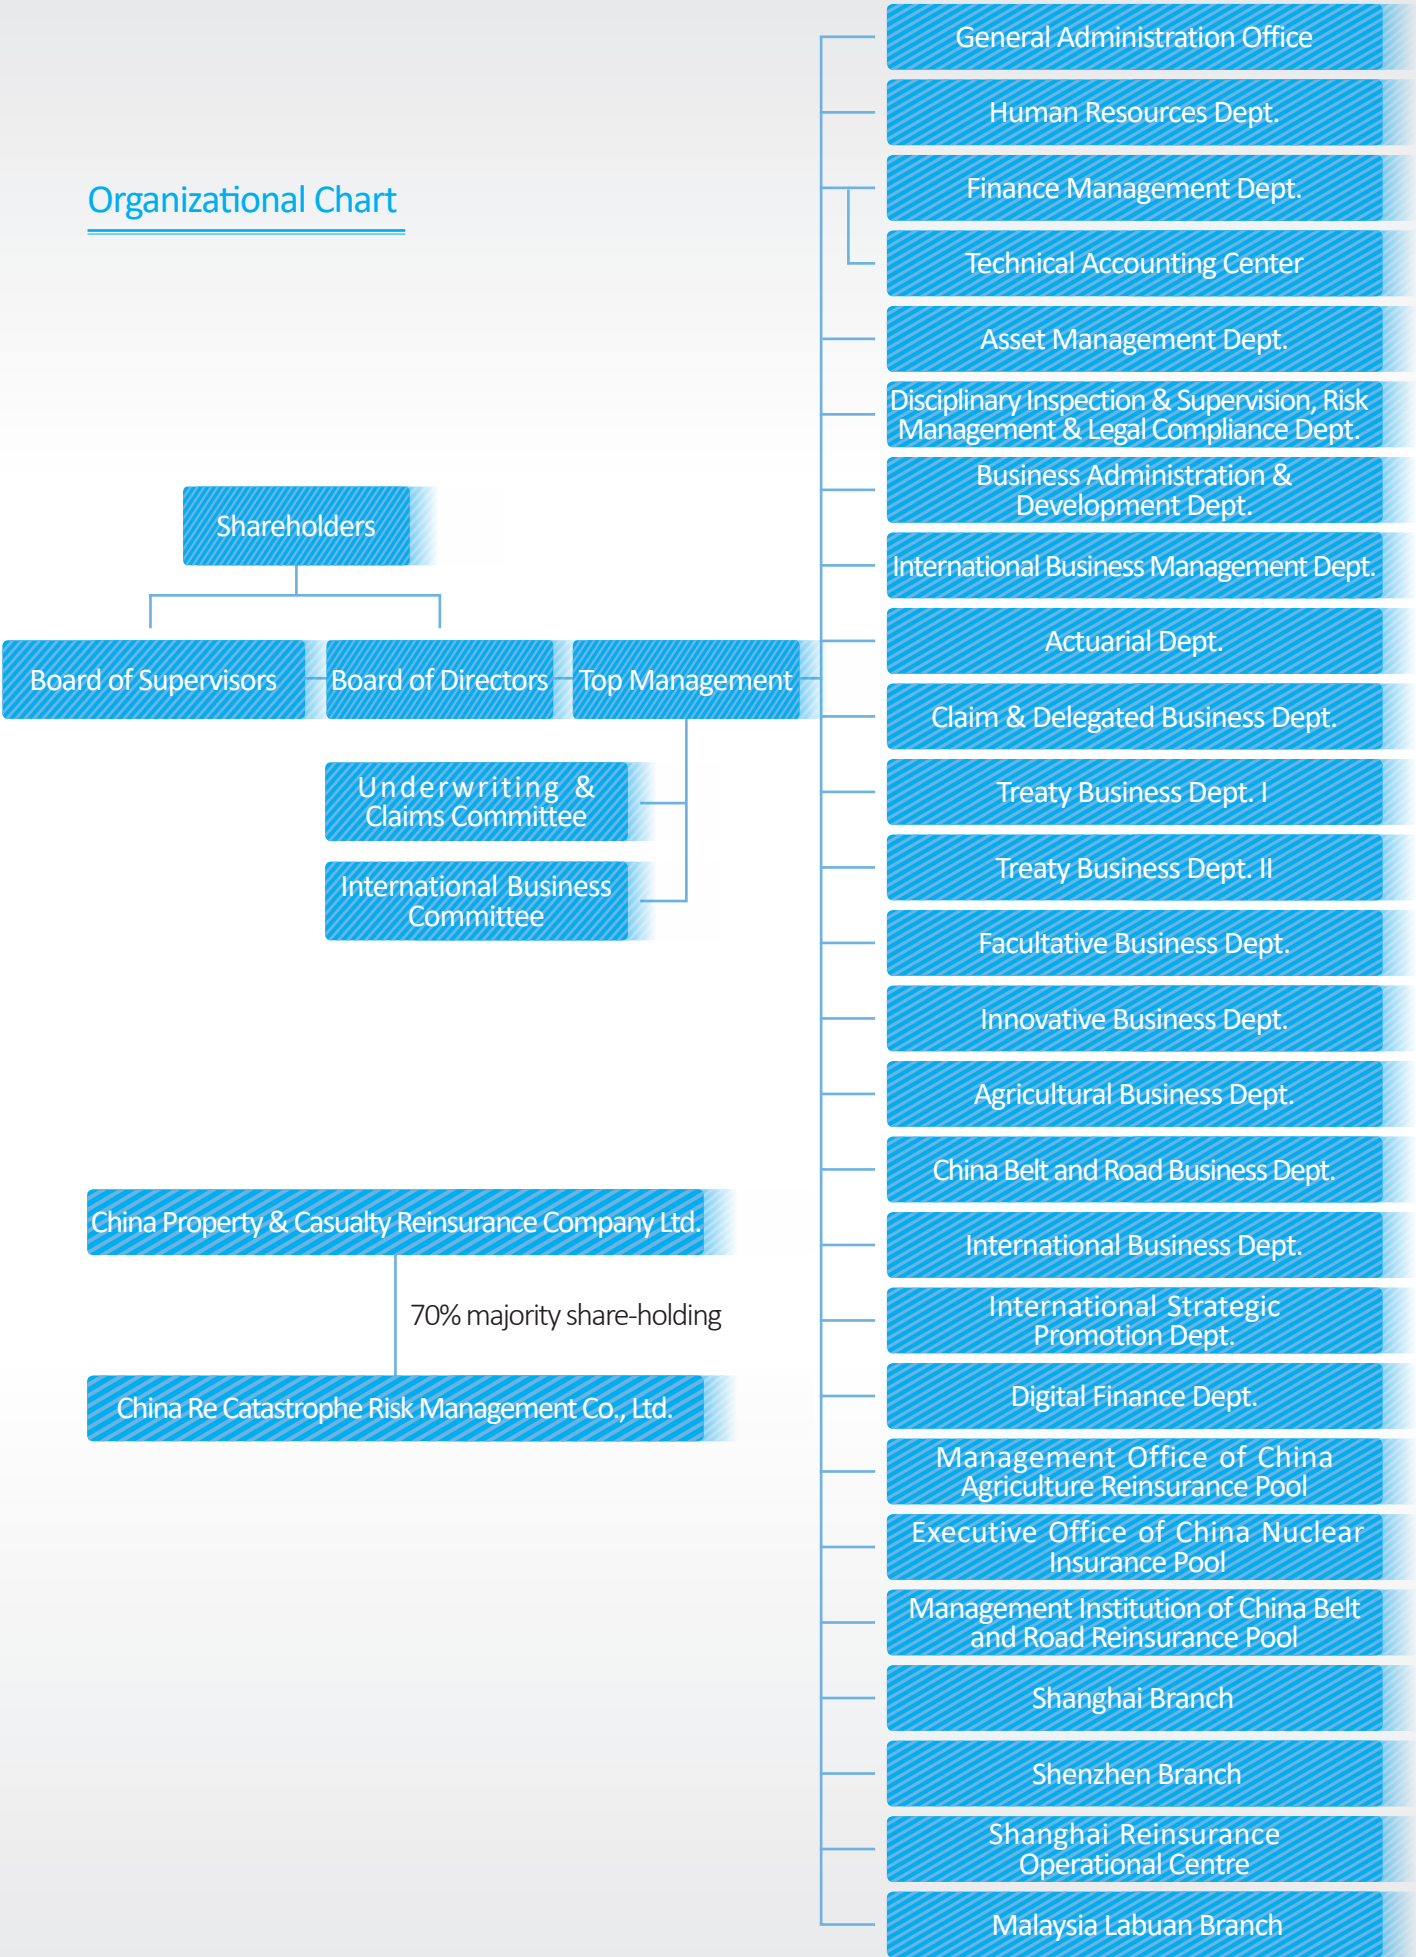 Organizational Chart
Shareholders
Board of Supervisors
Board of Directors
Top Management
Underwriting &
Claims Committee
International Business
Committee
China Property & Casualty Reinsurance Company Ltd.
70% majority share-holding
China Re Catastrophe Risk Management Co., Ltd.
General Administration Office
Human Resources Dept.
Finance Management Dept.
Technical Accounting Center
Asset Management Dept.
Disciplinary Inspection & Supervision, Risk
Management & Legal Compliance Dept.
Business Administration &
Development Dept.
International Business Management Dept.
Actuarial Dept.
Claim & Delegated Business Dept.
Treaty Business Dept. I
Treaty Business Dept. II
Facultative Business Dept.
Innovative Business Dept.
Agricultural Business Dept.
China Belt and Road Business Dept.
International Business Dept.
International Strategic
Promotion Dept.
Digital Finance Dept.
Management Office of China
Agriculture Reinsurance Pool
Executive Office of China Nuclear
Insurance Pool
Management Institution of China Belt
and Road Reinsurance Pool
Shanghai Branch
Shenzhen Branch
Shanghai Reinsurance
Operational Centre
Malaysia Labuan Branch